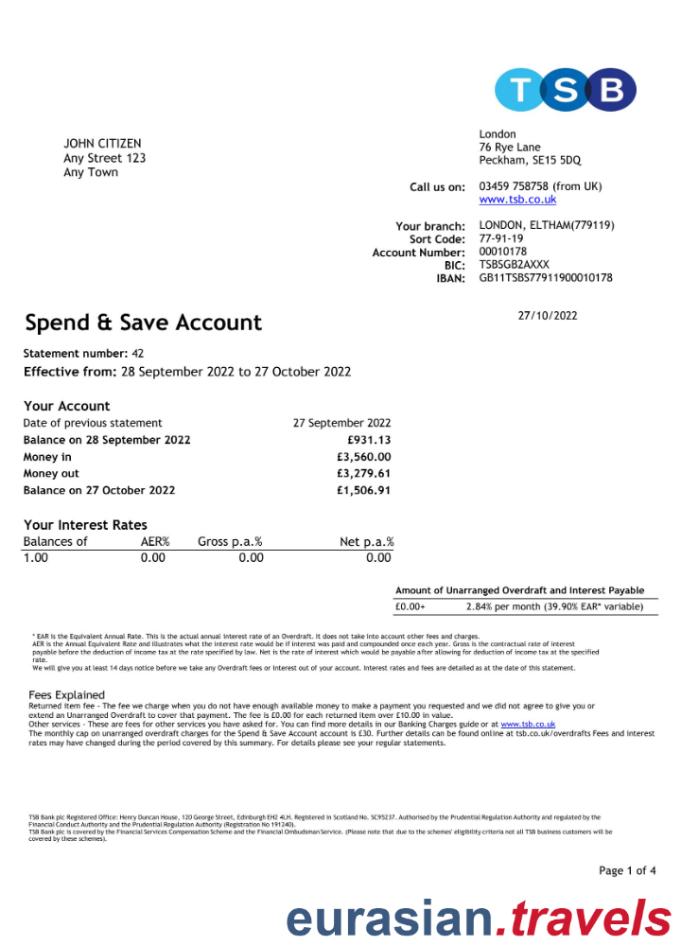 TSB
JOHN CITIZEN
Any Street 123
Any Town
London
76 Rye Lane
Peckham, SE15 5DQ
Call us on: 03459 758758 (from UK)
www.tsb.co.uk
Your branch: LONDON, ELTHAM(779119)
Sort Code: 77-91-19
Account Number: 00010178
BIC: TSBSGB2AXXX
IBAN: GB11TSBS77911900010178
27/10/2022
Spend & Save Account
Statement number: 42
Effective from: 28 September 2022 to 27 October 2022
Your Account
Date of previous statement 27 September 2022
Balance on 28 September 2022 £931.13
Money in £3,560.00
Money out £3,279.61
Balance on 27 October 2022 £1,506.91
Your Interest Rates
Balances of AER% Gross p.a.% Net p.a.%
1.00 0.00 0.00 0.00
Amount of Unarranged Overdraft and Interest Payable
£0.00+ 2.84% per month (39.90% EAR* variable)
* EAR is the Equivalent Annual Rate. This is the actual annual interest rate of an Overdraft. It does not take into account other fees and charges.
AER is the Annual Equivalent Rate and illustrates what the interest rate would be if interest was paid and compounded once each year. Gross is the contractual rate of interest
payable before the deduction of income tax at the rate specified by law. Net is the rate of interest which would be payable after allowing for deduction of income tax at the specified
rate.
We will give you at least 14 days notice before we take any Overdraft fees or Interest out of your account. Interest rates and fees are detailed as at the date of this statement.
Fees Explained
Returned item fee - The fee we charge when you do not have enough available money to make a payment you requested and we did not agree to give you or
extend an Unarranged Overdraft to cover that payment. The fee is £0.00 for each returned item over £10.00 in value.
Other services - These are fees for other services you have asked for. You can find more details in our Banking Charges guide or at www.tsb.co.uk
The monthly cap on unarranged overdraft charges for the Spend & Save Account account is £30. Further details can be found online at tsb.co.uk/overdrafts Fees and interest
rates may have changed during the period covered by this summary. For details please see your regular statements.
TSB Bank plc Registered Office: Henry Duncan House, 120 George Street, Edinburgh EH2 4LH. Registered in Scotland No. SC95237. Authorised by the Prudential Regulation Authority and regulated by the
Financial Conduct Authority and the Prudential Regulation Authority (Registration No 191240).
TSB Bank plc is covered by the Financial Services Compensation Scheme and the Financial OmbudsmanService. (Please note that due to the schemes' eligibility criteria not all TSB business customers will be
covered by these schemes).
Page 1 of 4
eurasian.travels